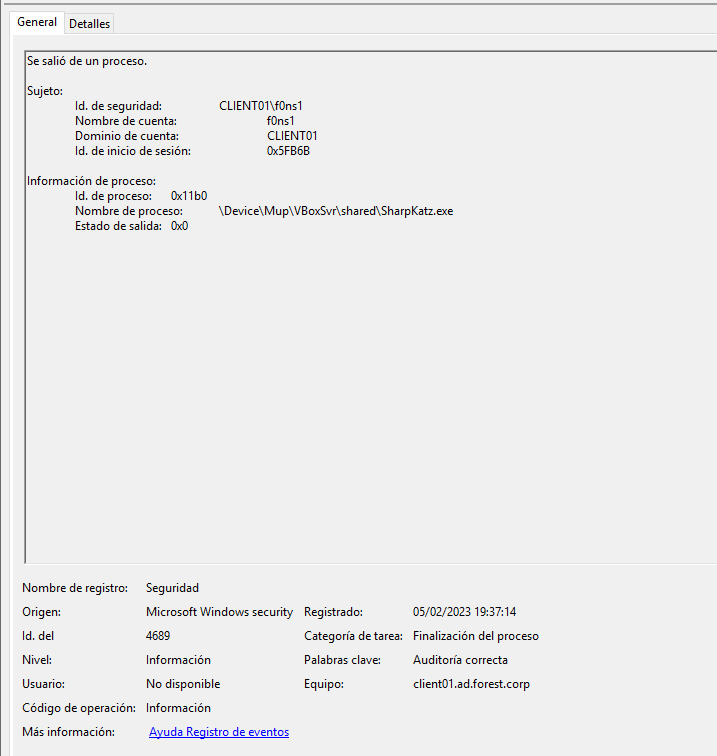 General Detalles
Se salió de un proceso.
Sujeto:
Id. de seguridad: CLIENT01\f0ns1
Nombre de cuenta: f0ns1
Dominio de cuenta: CLIENT01
Id. de inicio de sesión: 0x5FB6B
Información de proceso:
Id. de proceso: 0x11b0
Nombre de proceso: \Device\Mup\VBoxSvr\shared\SharpKatz.exe
Estado de salida: 0x0
Nombre de registro: Seguridad
Origen: Microsoft Windows security Registrado: 05/02/2023 19:37:14
Id. del 4689 Categoría de tarea: Finalización del proceso
Nivel: Información Palabras clave: Auditoría correcta
Usuario: No disponible Equipo: client01.ad.forest.corp
Código de operación: Información
Más información: Ayuda Registro de eventos